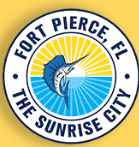 FORT PIERCE, FL
THE SUNRISE CITY